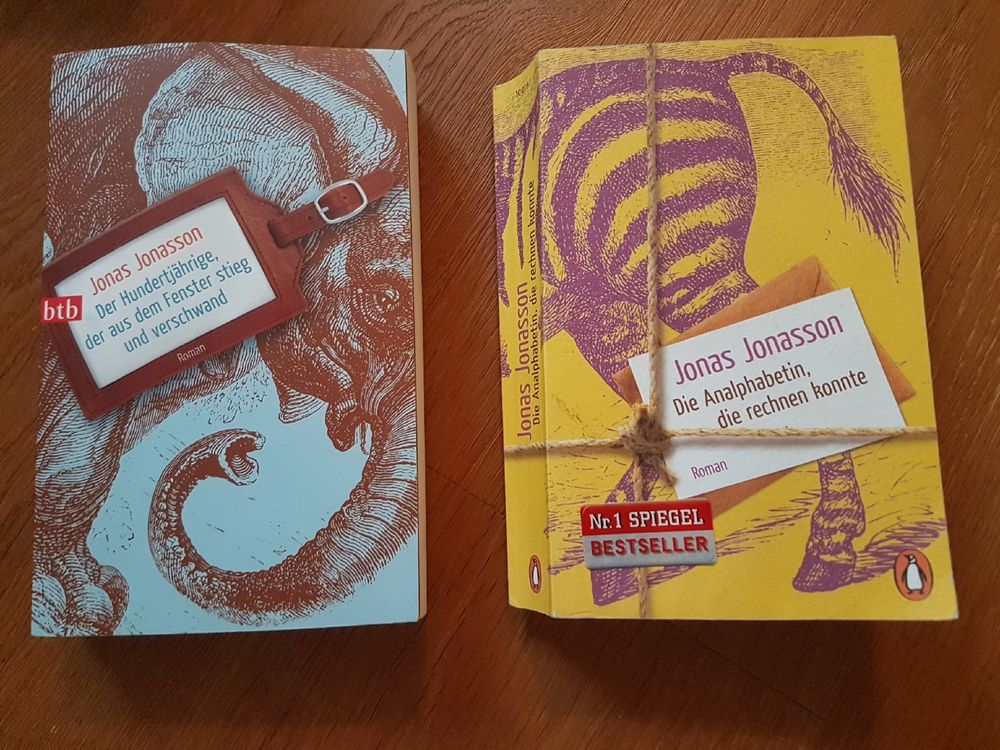 btb
Jonas Jonasson
Der Hundertjährige,
der aus dem Fenster stieg
und verschwand
Roman
Jonas Jonasson
Die Analphabetin, die rechnen konnte
Jonas Jonasson
Die Analphabetin,
die rechnen konnte
Roman
Nr.1 SPIEGEL
BESTSELLER